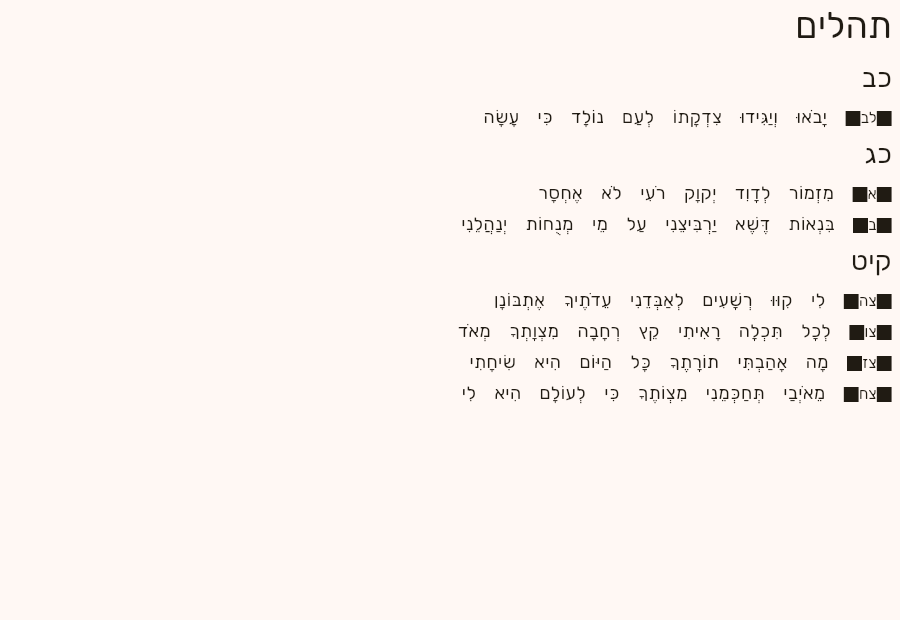 תהלים
כב
■לב■ יָבֹאוּ וְיַגִּידוּ צִדְקָתוֹ לְעַם נוֹלָד כִּי עָשָׂה
כג
■א■ מִזְמוֹר לְדָוִד יְקוָק רֹעִי לֹא אֶחְסָר
■ב■ בִּנְאוֹת דֶּשֶׁא יַרְבִּיצֵנִי עַל מֵי מְנֻחוֹת יְנַהֲלֵנִי
קיט
■צה■ לִי קִוּוּ רְשָׁעִים לְאַבְּדֵנִי עֵדֹתֶיךָ אֶתְבּוֹנָן
■צו■ לְכָל תִּכְלָה רָאִיתִי קֵץ רְחָבָה מִצְוָתְךָ מְאֹד
■צז■ מָה אָהַבְתִּי תוֹרָתֶךָ כָּל הַיּוֹם הִיא שִׂיחָתִי
■צח■ מֵאֹיְבַי תְּחַכְּמֵנִי מִצְוֹתֶךָ כִּי לְעוֹלָם הִיא לִי